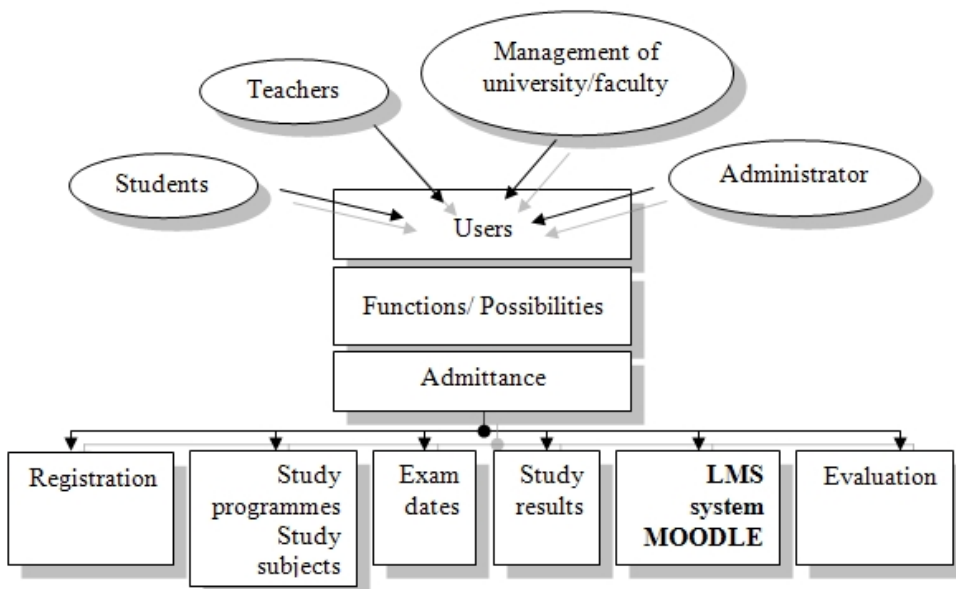 Management of
university/faculty
Teachers
Students
Administrator
Users
Functions/ Possibilities
Admittance
Registration
Study
programmes
Study
subjects
Exam
dates
Study
results
LMS
system
MOODLE
Evaluation